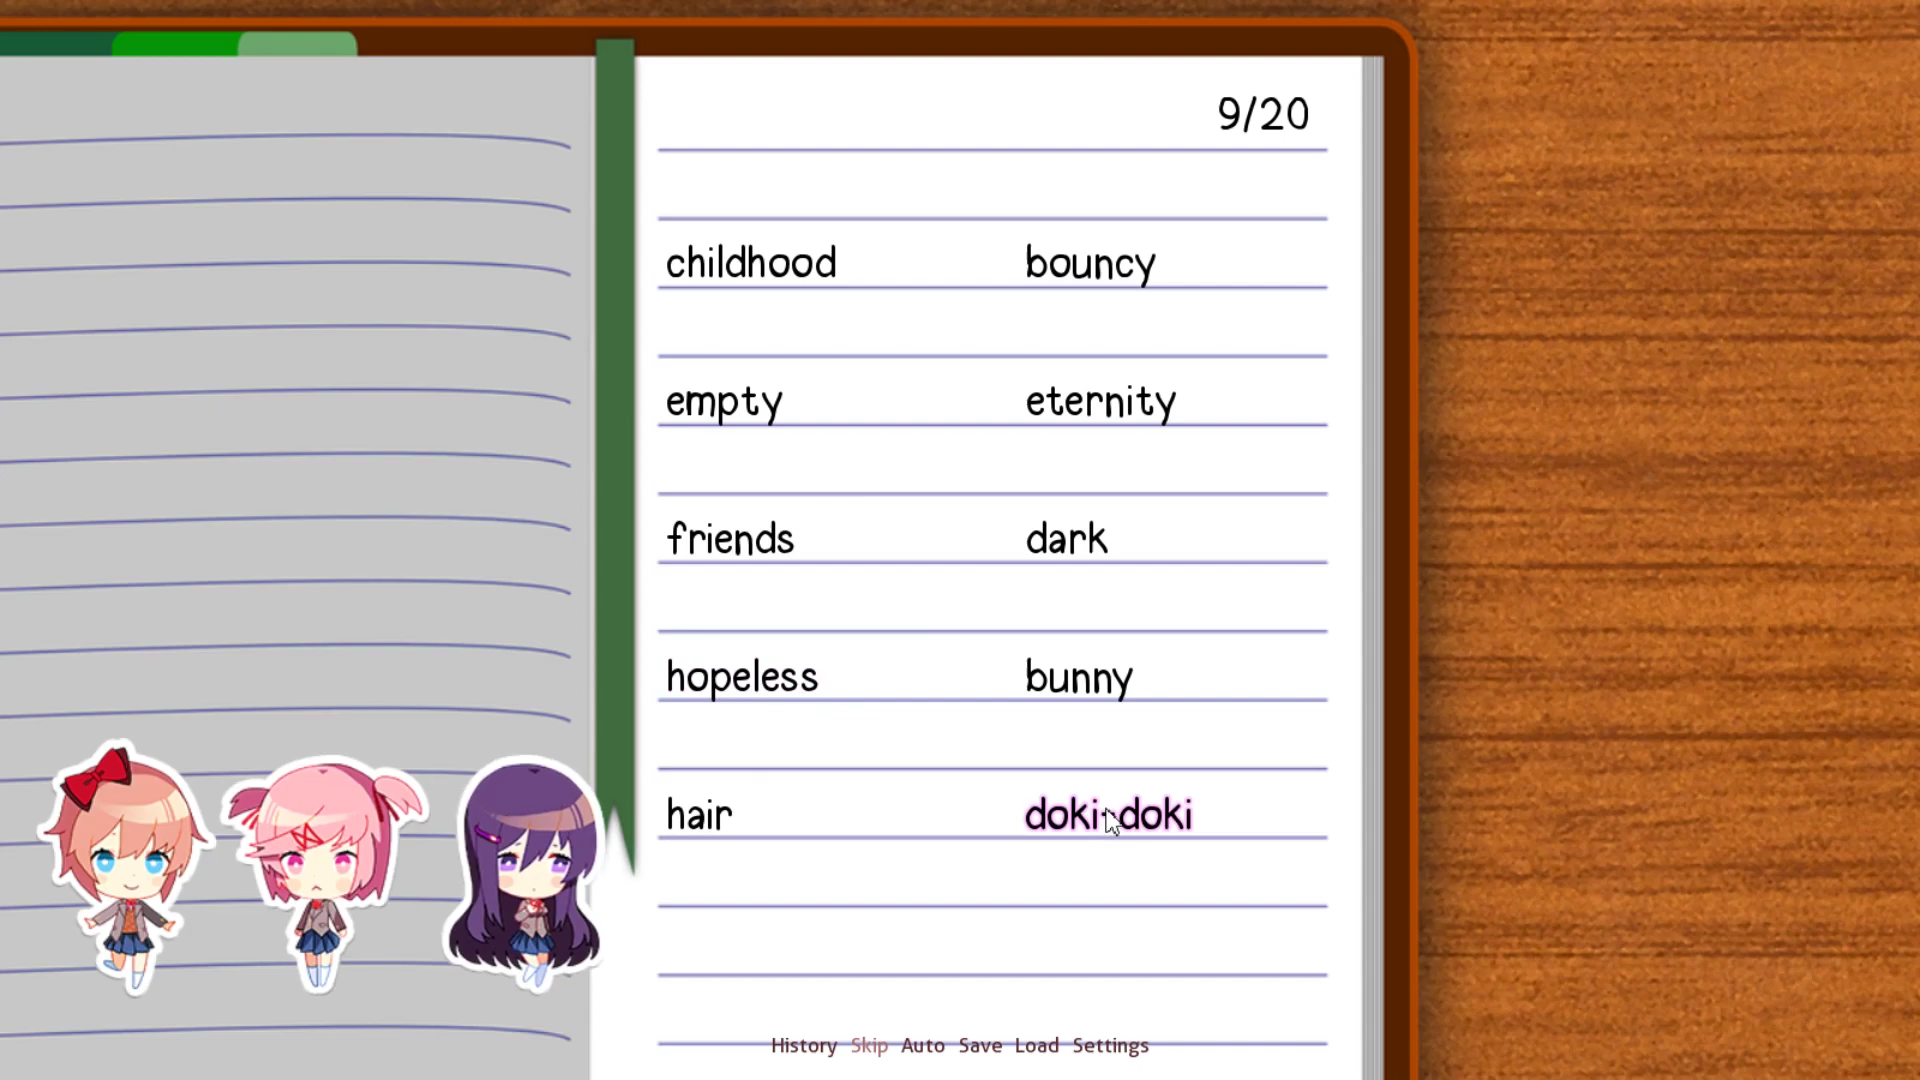 9/20
childhood bouncy
empty eternity
friends dark
hopeless bunny
hair doki-doki
History Skip Auto Save Load Settings